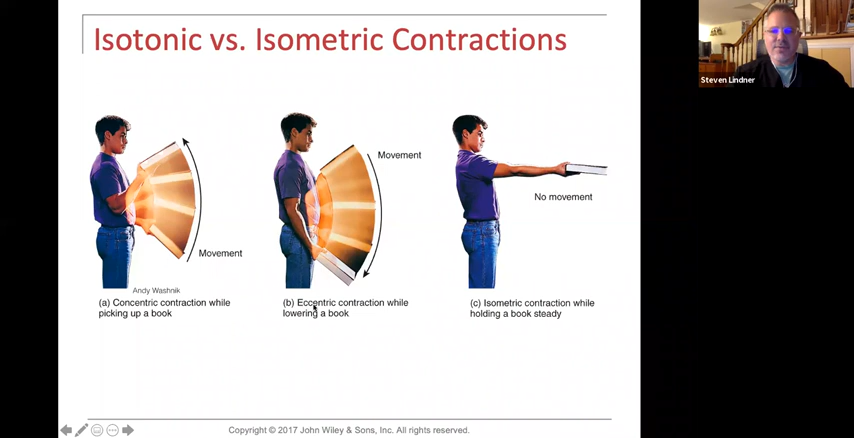 Isotonic vs. Isometric Contractions
Steven Lindner
Movement
Movement
No movement
Andy Washnik
(a) Concentric contraction while
picking up a book
(b) Eccentric contraction while
lowering a book
(c) Isometric contraction while
holding a book steady
Copyright © 2017 John Wiley & Sons, Inc. All rights reserved.